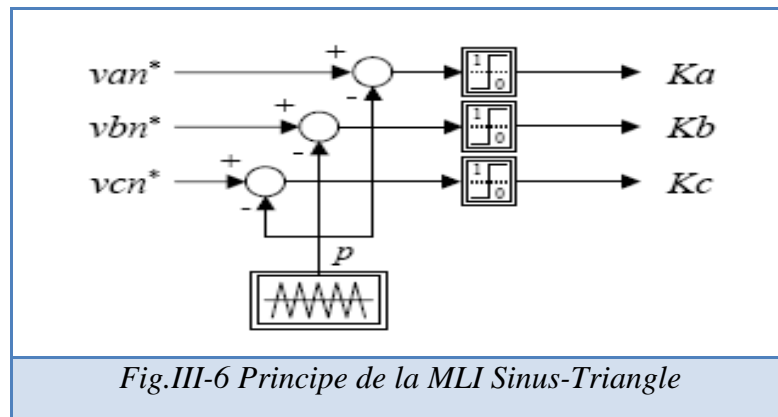 van* + - 1 0 Ka
vbn* + - 1 0 Kb
vcn* + - 1 0 Kc
p
Fig.III-6 Principe de la MLI Sinus-Triangle